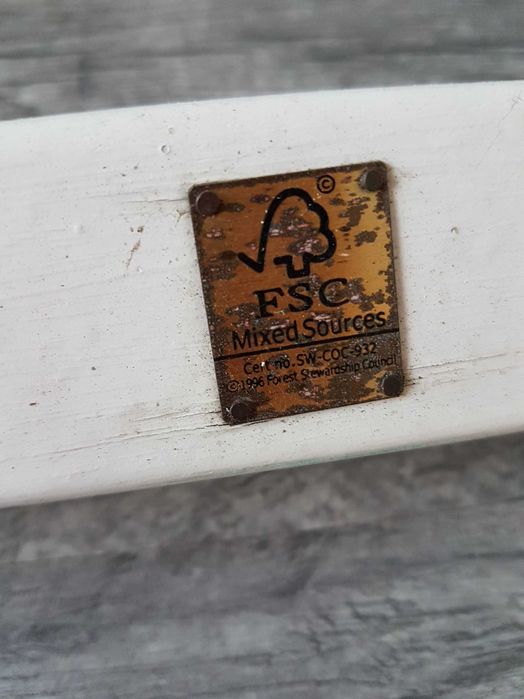 ©
FSC
Mixed Sources
Cert no. SW-COC-932
©1996 Forest Stewardship Council